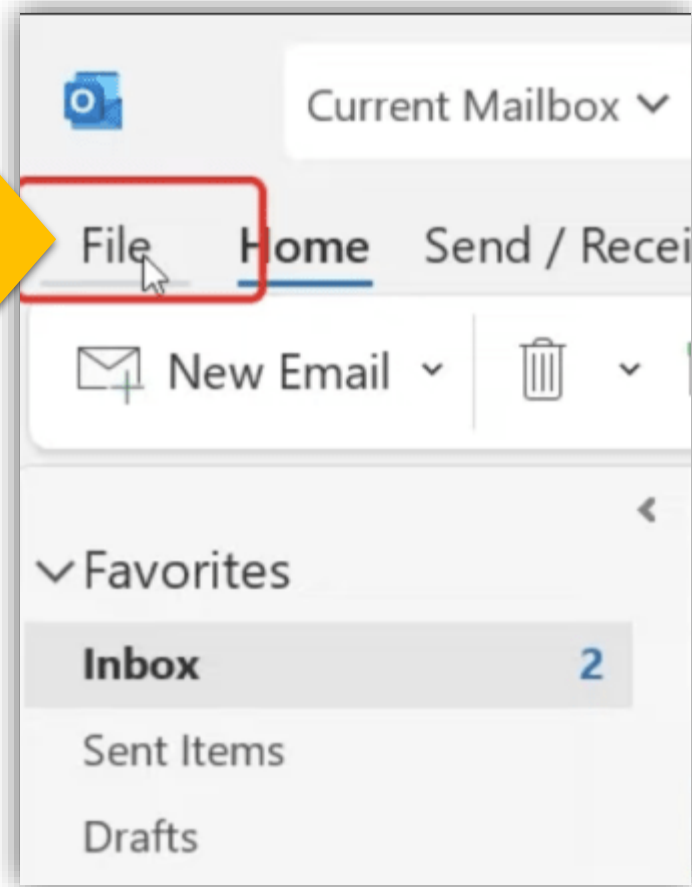 Current Mailbox
File Home Send / Recei
New Email
Favorites
Inbox 2
Sent Items
Drafts